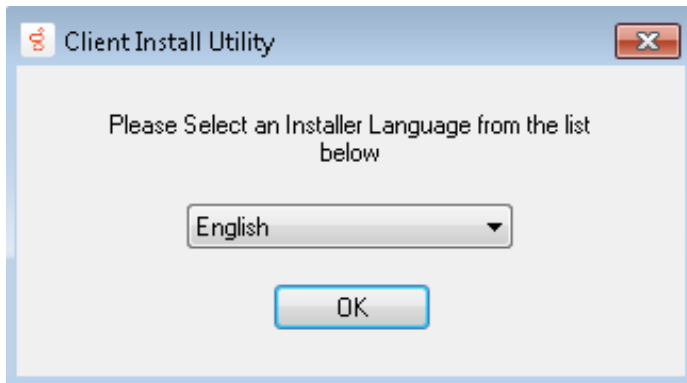 Client Install Utility
Please Select an Installer Language from the list
below
English
OK